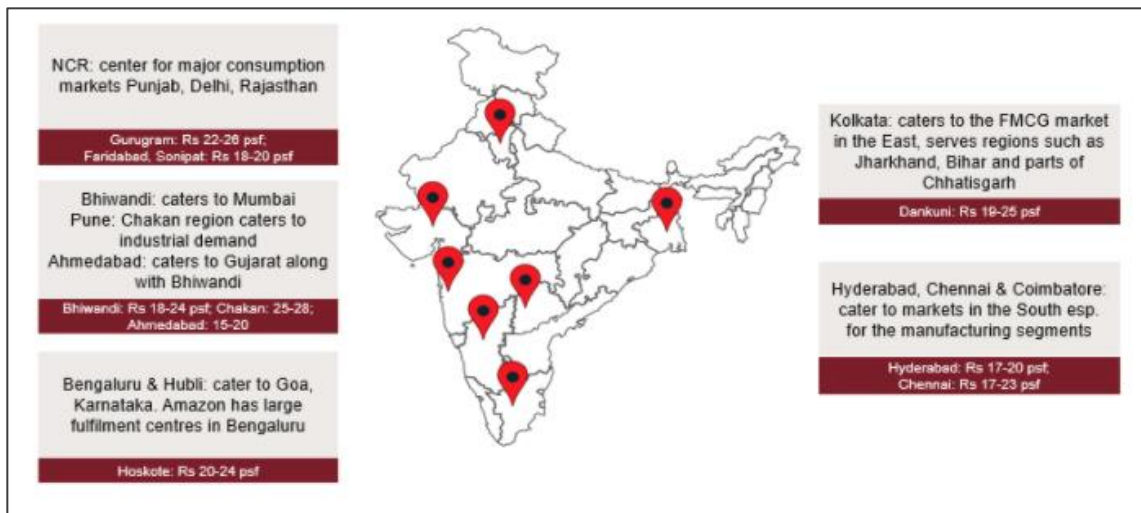 NCR: center for major consumption
markets Punjab, Delhi, Rajasthan
Gurugram: Rs 22-26 psf;
Faridabad, Sonipat: Rs 18-20 psf
Bhiwandi: caters to Mumbai
Pune: Chakan region caters to
industrial demand
Ahmedabad: caters to Gujarat along
with Bhiwandi
Bhiwandi: Rs 18-24 psf; Chakan: 25-28;
Ahmedabad: 15-20
Bengaluru & Hubli: cater to Goa,
Karnataka. Amazon has large
fulfilment centres in Bengaluru
Hoskote: Rs 20-24 psf
Kolkata: caters to the FMCG market
in the East, serves regions such as
Jharkhand, Bihar and parts of
Chhatisgarh
Dankuni: Rs 19-25 psf
Hyderabad, Chennai & Coimbatore:
cater to markets in the South esp.
for the manufacturing segments
Hyderabad: Rs 17-20 psf;
Chennai: Rs 17-23 psf